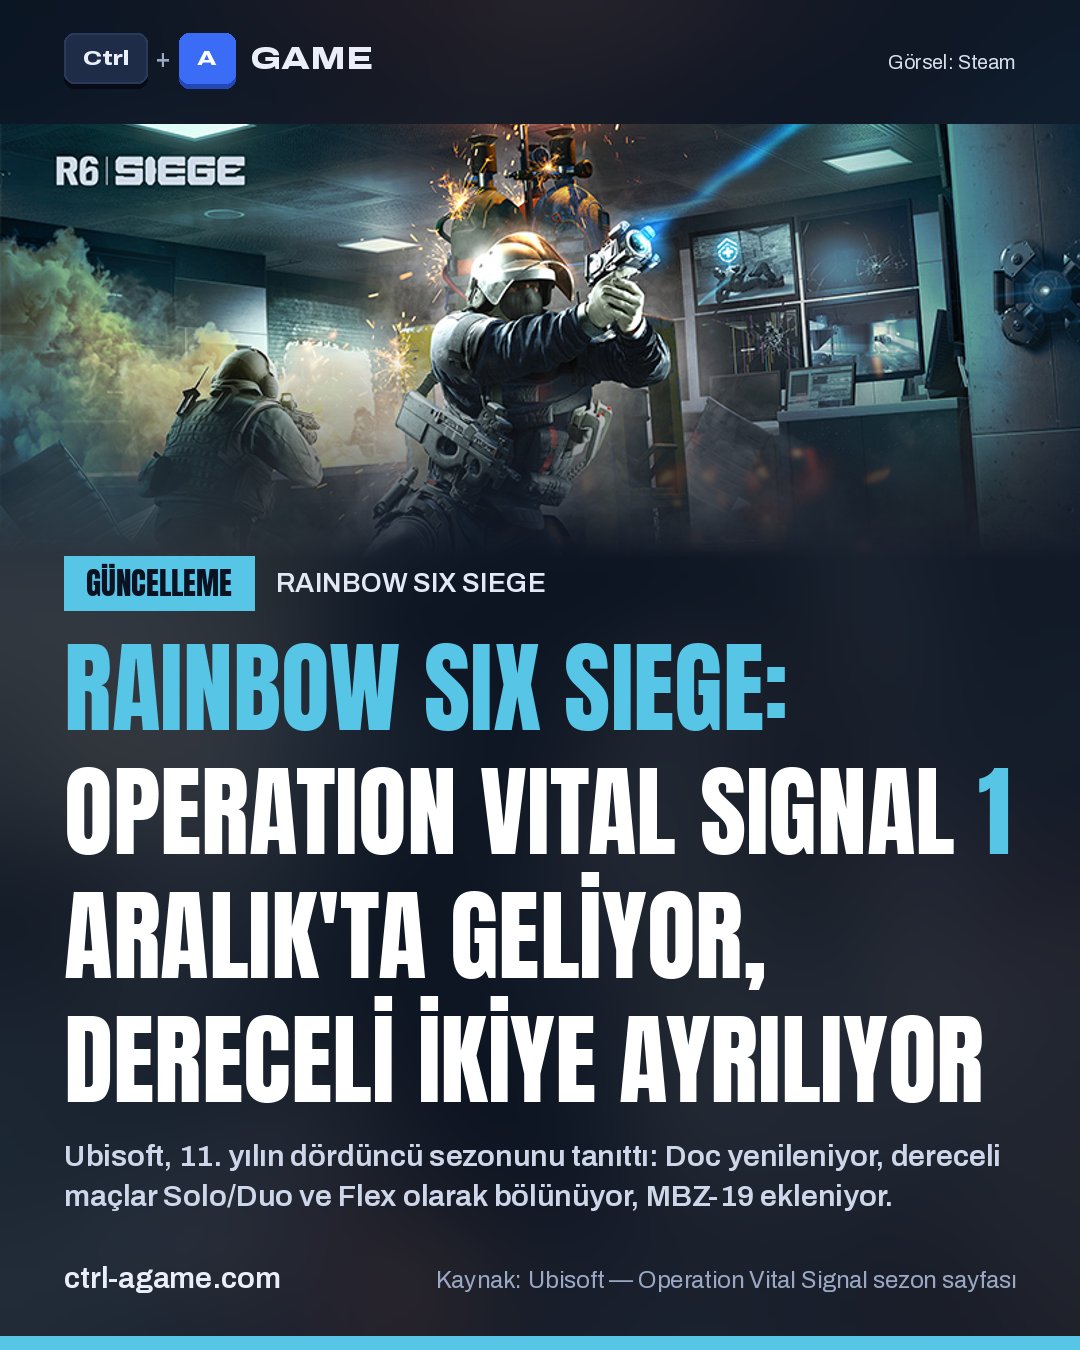 Ctrl + A GAME
Görsel: Steam
R6 | SIEGE
GÜNCELLEME RAINBOW SIX SIEGE
RAINBOW SIX SIEGE:
OPERATION VITAL SIGNAL 1
ARALIK'TA GELİYOR,
DERECELİ İKİYE AYRILIYOR
Ubisoft, 11. yılın dördüncü sezonunu tanıttı: Doc yenileniyor, dereceli
maçlar Solo/Duo ve Flex olarak bölünüyor, MBZ-19 ekleniyor.
ctrl-agame.com
Kaynak: Ubisoft — Operation Vital Signal sezon sayfası